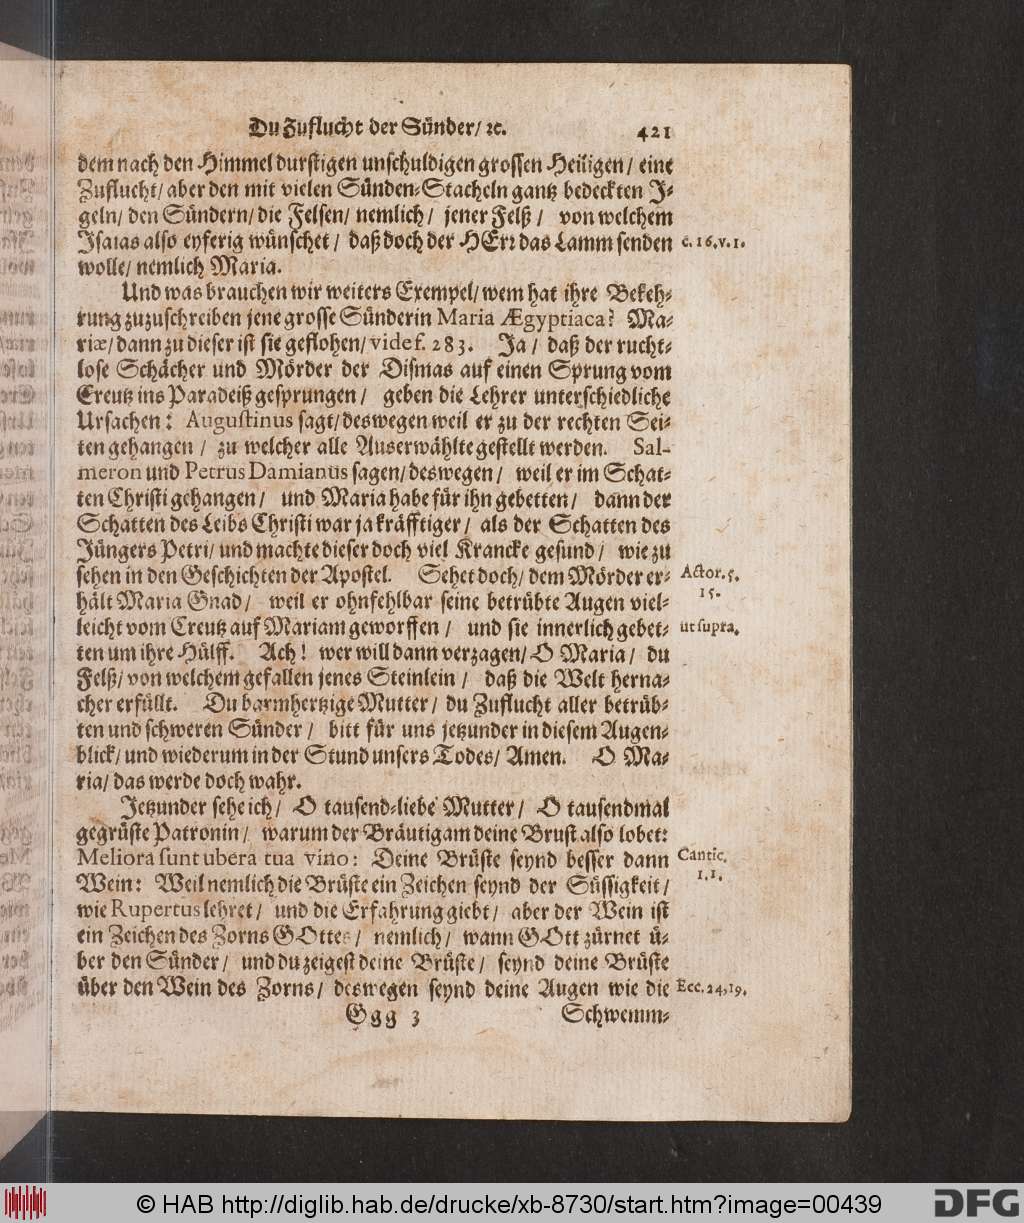 Du Zuflucht der Sünder/ ꝛc. 421
dem nach den Himmel durstigen unschuldigen grossen Heiligen/ eine
Zuflucht/ aber den mit vielen Sünden-Stacheln gantz bedeckten J-
geln/ den Sündern/ die Felsen/ nemlich/ jener Felß/ von welchem
Isaias also eyferig wünschet/ daß doch der HErr das Lamm senden c. 16. v. 1.
wolle/ nemlich Maria.
Und was brauchen wir weiters Exempel/ wem hat ihre Bekeh-
rung zuzuschreiben jene grosse Sünderin Maria Ægyptiaca? Ma-
riæ/ dann zu dieser ist sie geflohen/ vide f. 283. Ja/ daß der rucht-
lose Schächer und Mörder der Dismas auf einen Sprung vom
Creutz ins Paradeiß gesprungen/ geben die Lehrer unterschiedliche
Ursachen: Augustinus sagt/ deswegen weil er zu der rechten Sei-
ten gehangen/ zu welcher alle Auserwählte gestellt werden. Sal-
meron und Petrus Damianus sagen/ deswegen/ weil er im Schat-
ten Christi gehangen/ und Maria habe für ihn gebetten/ dann der
Schatten des Leibs Christi war ja kräfftiger/ als der Schatten des
Jüngers Petri/ und machte dieser doch viel Krancke gesund/ wie zu
sehen in den Geschichten der Apostel. Sehet doch/ dem Mörder er- Actor. 5.
hält Maria Gnad/ weil er ohnfehlbar seine betrübte Augen viel- 15.
leicht vom Creutz auf Mariam geworffen/ und sie innerlich gebet- ut supra.
ten um ihre Hülff. Ach! wer will dann verzagen/ O Maria/ du
Felß/ von welchem gefallen jenes Steinlein/ daß die Welt herna-
cher erfüllt. Du barmhertzige Mutter/ du Zuflucht aller betrüb-
ten und schweren Sünder/ bitt für uns jetzunder in diesem Augen-
blick/ und wiederum in der Stund unsers Todes/ Amen. O Ma-
ria/ das werde doch wahr.
Jetzunder sehe ich/ O tausend-liebe Mutter/ O tausendmal
gegrüste Patronin/ warum der Bräutigam deine Brust also lobet:
Meliora sunt ubera tua vino: Deine Brüste seynd besser dann Cantic.
Wein: Weil nemlich die Brüste ein Zeichen seynd der Süssigkeit/ 1. 1.
wie Rupertus lehret/ und die Erfahrung giebt/ aber der Wein ist
ein Zeichen des Zorns GOttes/ nemlich/ wann GOtt zürnet ü-
ber den Sünder/ und du zeigest deine Brüste/ seynd deine Brüste
über den Wein des Zorns/ deswegen seynd deine Augen wie die Ecc. 24, 19.
Ggg 3 Schwemm-
© HAB http://diglib.hab.de/drucke/xb-8730/start.htm?image=00439
DFG